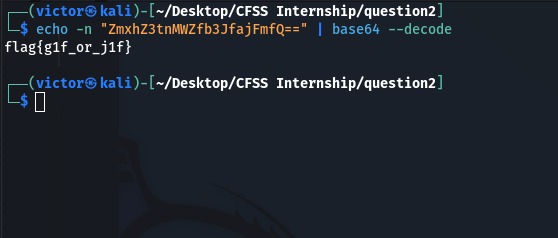 ┌──(victor㉿kali)-[~/Desktop/CFSS Internship/question2]
└─$ echo -n "ZmxhZ3tnMWZfb3JfajFmfQ==" | base64 --decode
flag{g1f_or_j1f}
┌──(victor㉿kali)-[~/Desktop/CFSS Internship/question2]
└─$